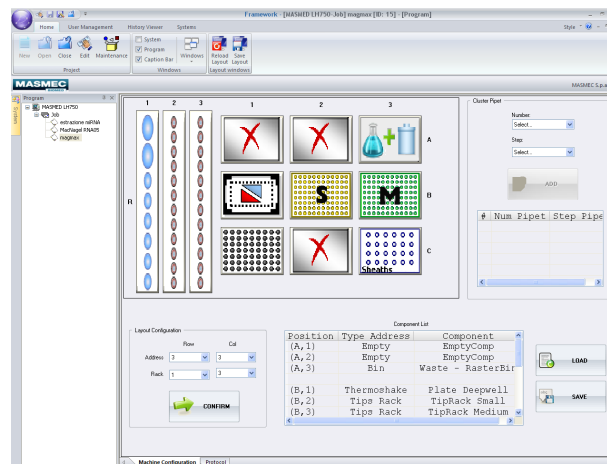 Framework - [MASMED LH750 -Job] magmax [ID: 15] - [Program]
Home User Management History Viewer Systems
Style
New Open Close Edit Maintenance
System
Program
Caption Bar
Windows
Reload Layout
Save Layout
Project Windows Layout windows
MASMEC
MASMEC S.p.a
System
Program
MASMED LH750
Job
estrazione miRNA
MacNagel RNA05
magmax
1 2 3 1 2 3
A
R
S M B
C
Sheaths
Cluster Pipet
Number:
Select...
Step:
Select...
ADD
# Num Pipet Step Pipe
Layout Configuration
Row Col
Address 3 3
Rack 1 3
CONFIRM
Component List
Position Type Address Component
(A,1) Empty EmptyComp
(A,2) Empty EmptyComp
(A,3) Bin Waste - RasterBin
(B,1) Thermoshake Plate Deepwell
(B,2) Tips Rack TipRack Small
(B,3) Tips Rack TipRack Medium
LOAD
SAVE
Machine Configuration Protocol